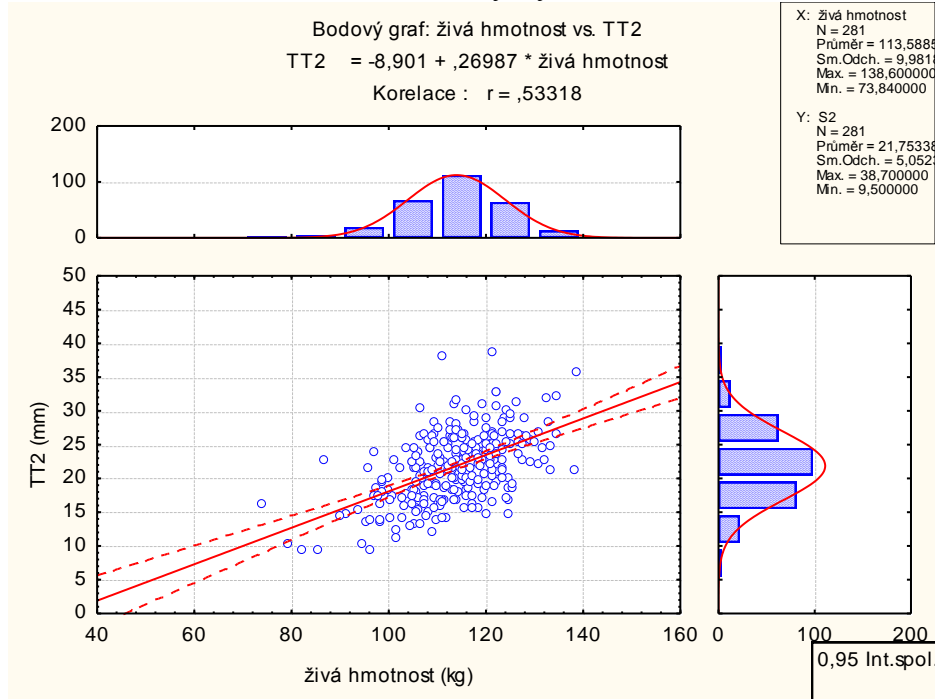 Bodový graf: živá hmotnost vs. TT2
TT2 = -8,901 + ,26987 * živá hmotnost
Korelace : r = ,53318
X: živá hmotnost
N = 281
Průměr = 113,5885
Sm.Odch. = 9,9818
Max. = 138,600000
Min. = 73,840000
Y: S2
N = 281
Průměr = 21,75338
Sm.Odch. = 5,0523
Max. = 38,700000
Min. = 9,500000
200
100
0
50
45
40
35
30
25
20
15
10
5
0
TT2 (mm)
40 60 80 100 120 140 160
0 100 200
živá hmotnost (kg)
0,95 Int.spol.